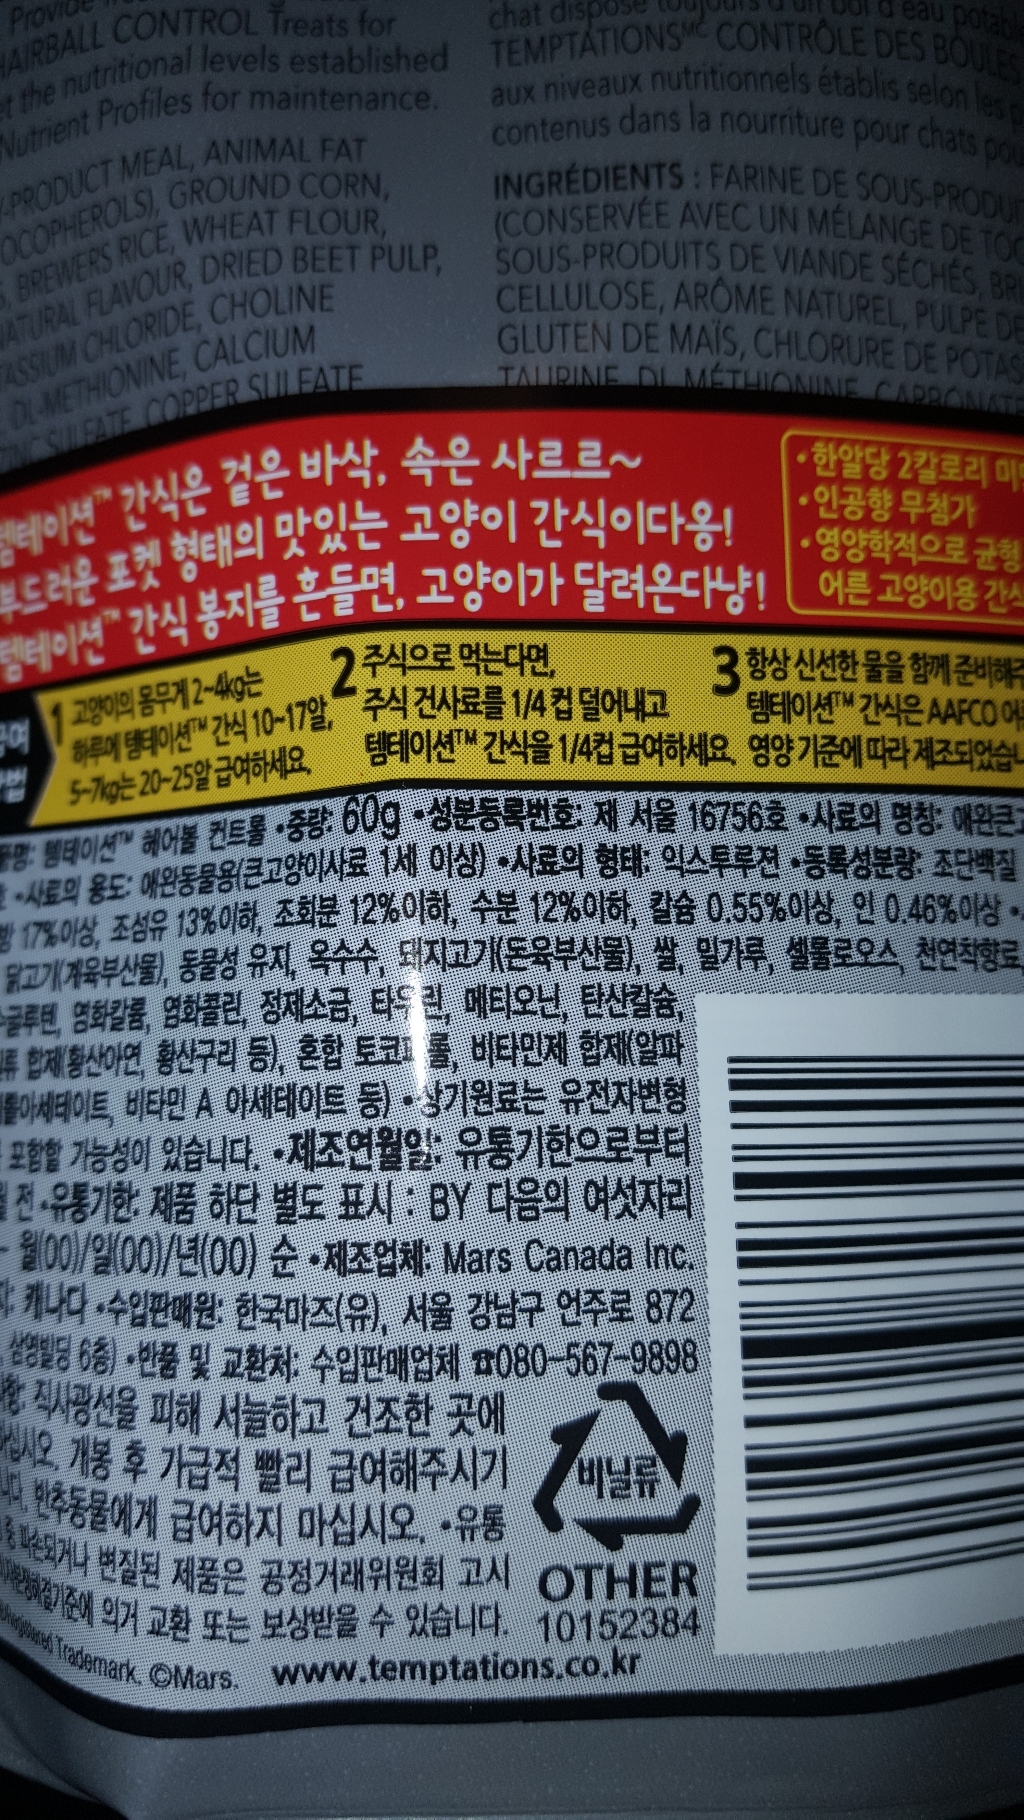 Provide
HAIRBALL CONTROL Treats for
the nutritional levels established
Nutrient Profiles for maintenance.
PRODUCT MEAL, ANIMAL FAT
GROUND CORN,
BREWERS RICE, WHEAT FLOUR,
NATURAL FLAVOUR, DRIED BEET PULP,
CHLORIDE, CHOLINE
DL-METHIONINE, CALCIUM
COPPER SULFATE
chat dispose toujours d'un bol d'eau
TEMPTATIONS MC CONTRÔLE DES BOULES
aux niveaux nutritionnels établis selon les
contenus dans la nourriture pour chats
INGRÉDIENTS : FARINE DE
(CONSERVÉE AVEC UN MÉLANGE DE
SOUS-PRODUITS DE VIANDE SÉCHÉS,
CELLULOSE, ARÔME NATUREL, PULPE DE
GLUTEN DE MAÏS, CHLORURE DE
TAURINE, DL-MÉTHIONINE,
템테이션™ 간식은 겉은 바삭, 속은 사르르~
부드러운 포켓 형태의 맛있는 고양이 간식이다옹!
템테이션™ 간식 봉지를 흔들면, 고양이가 달려온다냥!
• 한알당 2칼로리
• 인공향 무첨가
• 영양학적으로 균형
어른 고양이용
1 고양이의 몸무게 2~4kg는
하루에 템테이션™ 간식 10~17알,
5~7kg는 20~25알 급여하세요.
2 주식으로 먹는다면,
주식 건사료를 1/4 컵 덜어내고
템테이션™ 간식을 1/4컵 급여하세요.
3 항상 신선한 물을 함께
템테이션™ 간식은 AAFCO
영양 기준에 따라
템테이션™ 헤어볼 컨트롤 •중량: 60g •성분등록번호: 제 서울 16756호 •사료의 명칭:
•사료의 용도: 애완동물용(큰고양이사료 1세 이상) •사료의 형태: 익스투루젼 •등록성분량: 조단백질
17%이상, 조섬유 13%이하, 조회분 12%이하, 수분 12%이하, 칼슘 0.55%이상, 인 0.46%이상
닭고기(계육부산물), 동물성 유지, 옥수수, 돼지고기(돈육부산물), 쌀, 밀가루, 셀룰로오스, 천연착향료,
글루텐, 염화칼륨, 염화콜린, 정제소금, 타우린, 메티오닌, 탄산칼슘,
합제(황산아연, 황산구리 등), 혼합 토코페롤, 비타민제 합제(알파
비타민 A 아세테이트 등) •상기원료는 유전자변형
포함할 가능성이 있습니다. •제조연월일: 유통기한으로부터
전 •유통기한: 제품 하단 별도 표시 : BY 다음의 여섯자리
월(00)/일(00)/년(00) 순 •제조업체: Mars Canada Inc.
캐나다 •수입판매원: 한국마즈(유), 서울 강남구 언주로 872
6층) •반품 및 교환처: 수입판매업체 ☎080-567-9898
직사광선을 피해 서늘하고 건조한 곳에
개봉 후 가급적 빨리 급여해주시기
반추동물에게 급여하지 마십시오. •유통
파손되거나 변질된 제품은 공정거래위원회 고시
의거 교환 또는 보상받을 수 있습니다.
Trademark. ©Mars. www.temptations.co.kr
비닐류
OTHER
10152384